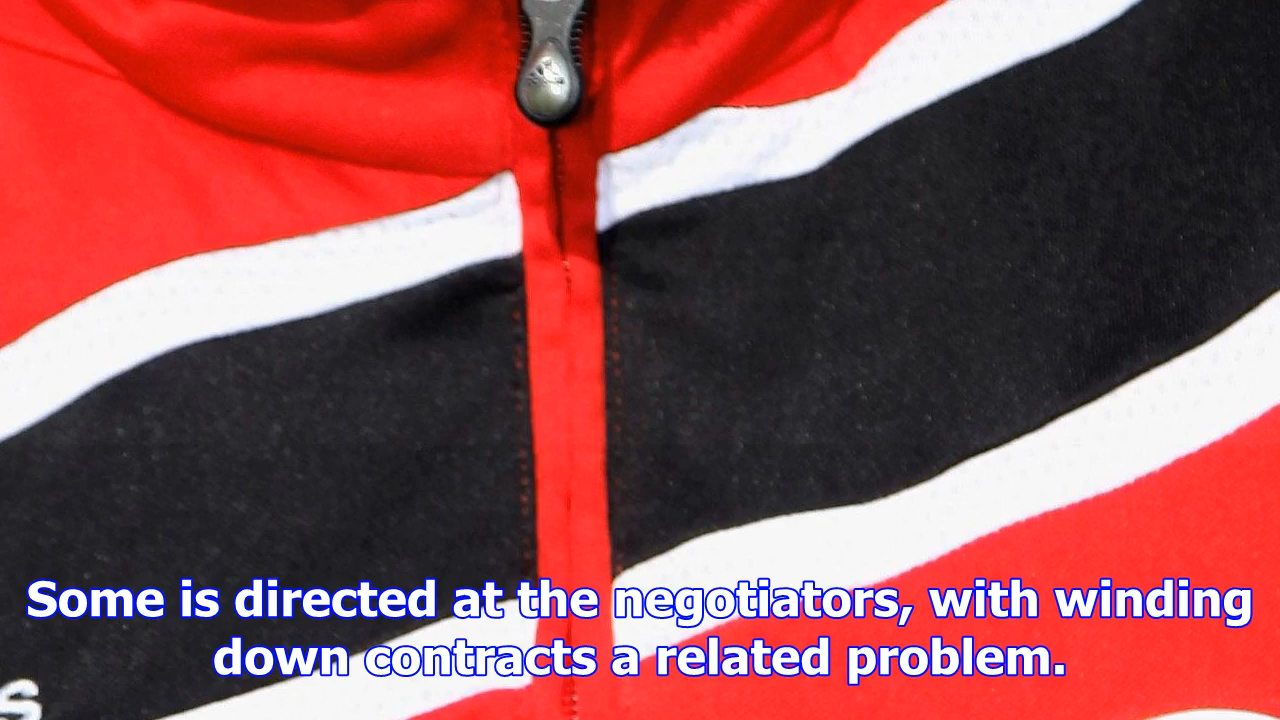 Some is directed at the negotiators, with winding
down contracts a related problem.
s